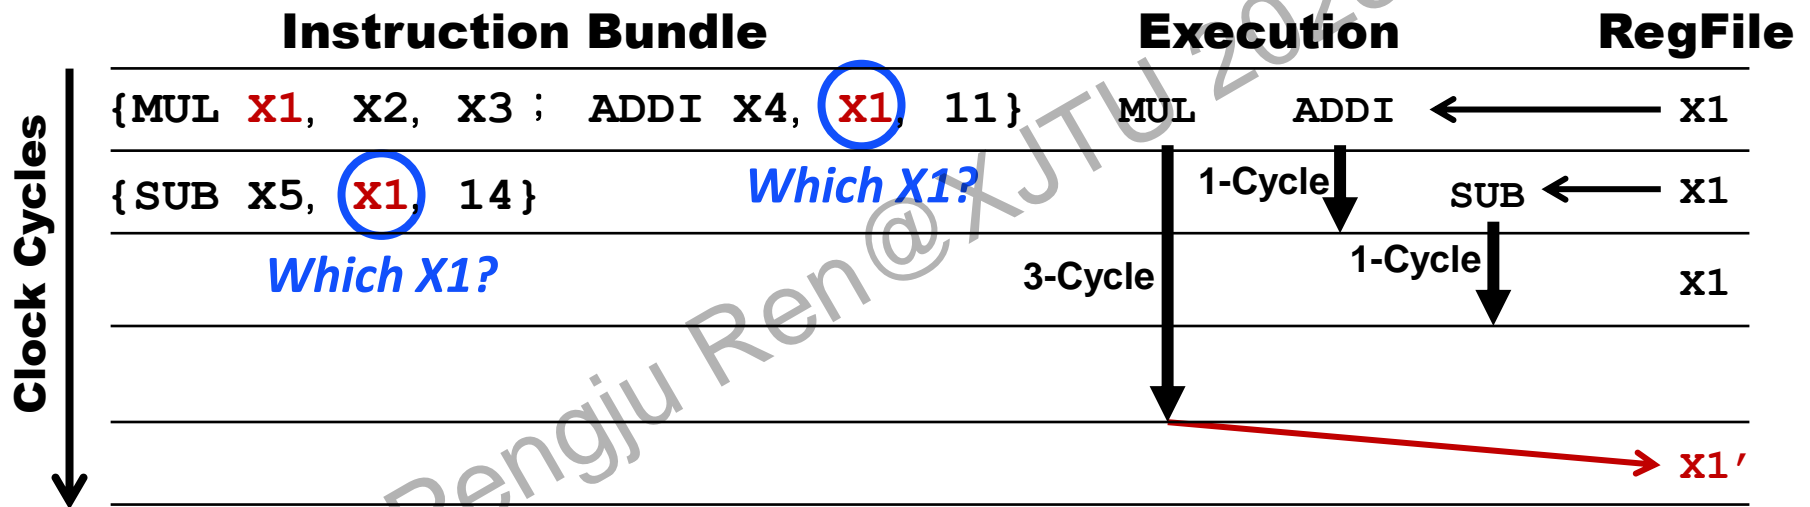 Instruction Bundle Execution RegFile
{MUL X1, X2, X3 ; ADDI X4, X1, 11} MUL ADDI X1
{SUB X5, X1, 14} Which X1? 1-Cycle SUB X1
Which X1? 3-Cycle 1-Cycle X1
X1′
Clock Cycles
Pengju Ren@XJTU